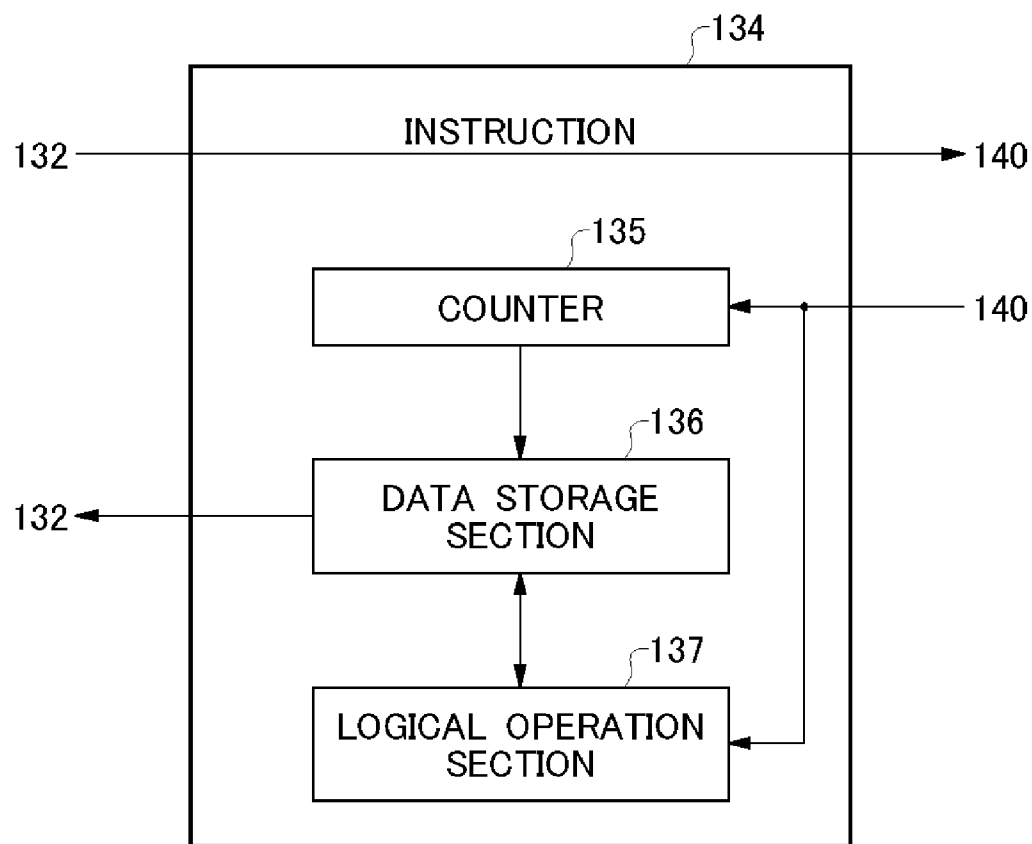 134
INSTRUCTION
132
140
135
COUNTER
140
136
DATA STORAGE
SECTION
132
137
LOGICAL OPERATION
SECTION